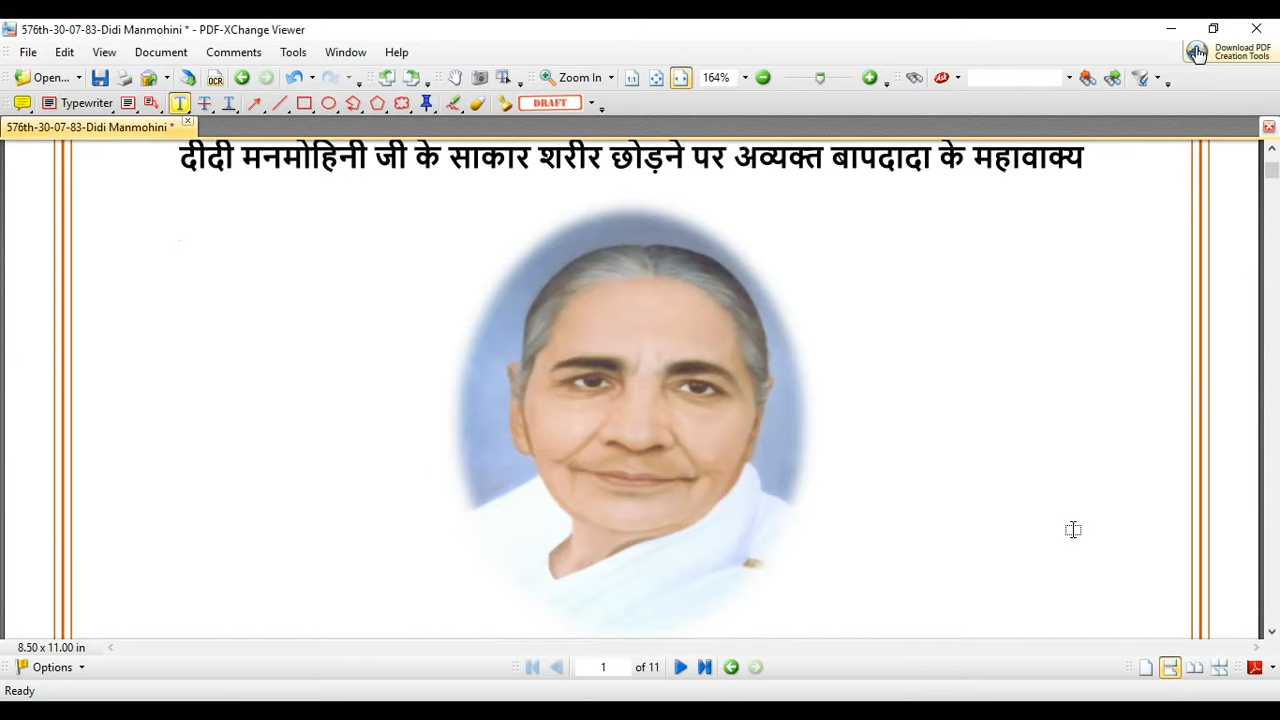 576th-30-07-83-Didi Manmohini * - PDF-XChange Viewer
File Edit View Document Comments Tools Window Help
Download PDF
Creation Tools
Open... OCR Zoom In 164%
Typewriter T T T DRAFT
576th-30-07-83-Didi Manmohini *
दीदी मनमोहिनी जी के साकार शरीर छोड़ने पर अव्यक्त बापदादा के महावाक्य
8.50 x 11.00 in
Options 1 of 11
Ready